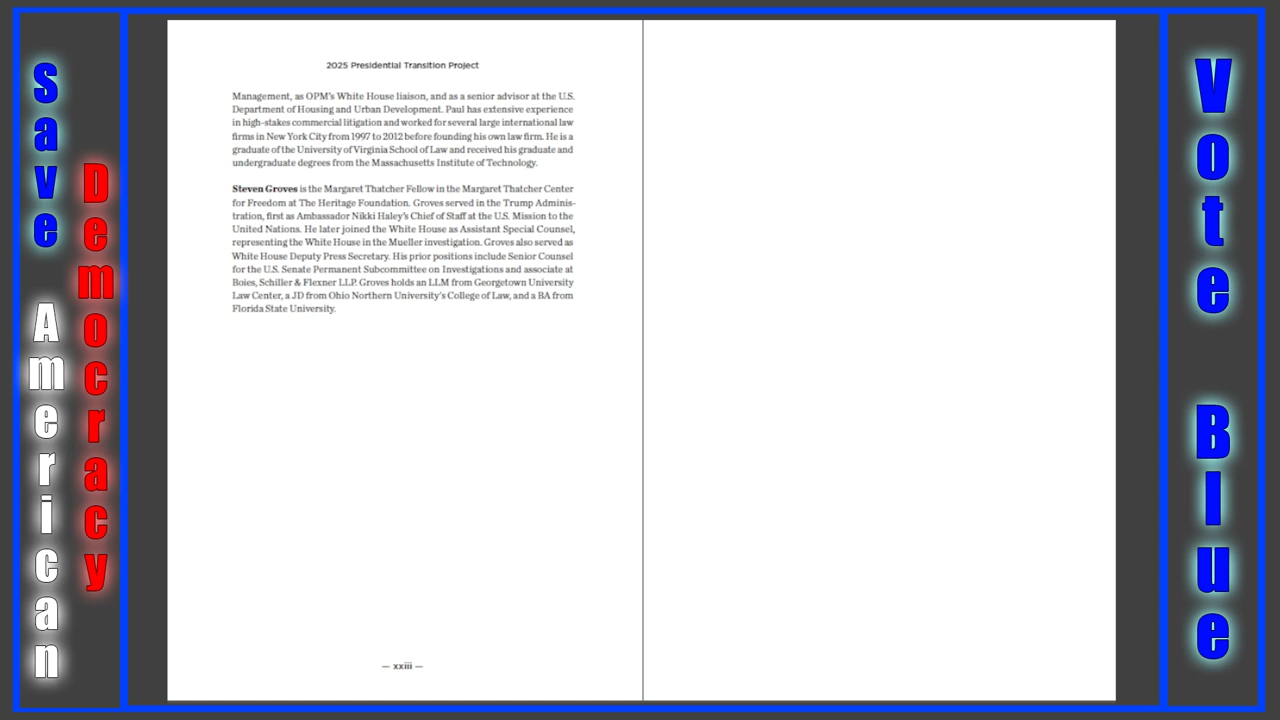 Save
American
Democracy
2025 Presidential Transition Project
Management, as OPM's White House liaison, and as a senior advisor at the U.S.
Department of Housing and Urban Development. Paul has extensive experience
in high-stakes commercial litigation and worked for several large international law
firms in New York City from 1997 to 2012 before founding his own law firm. He is a
graduate of the University of Virginia School of Law and received his graduate and
undergraduate degrees from the Massachusetts Institute of Technology.
Steven Groves is the Margaret Thatcher Fellow in the Margaret Thatcher Center
for Freedom at The Heritage Foundation. Groves served in the Trump Adminis-
tration, first as Ambassador Nikki Haley's Chief of Staff at the U.S. Mission to the
United Nations. He later joined the White House as Assistant Special Counsel,
representing the White House in the Mueller investigation. Groves also served as
White House Deputy Press Secretary. His prior positions include Senior Counsel
for the U.S. Senate Permanent Subcommittee on Investigations and associate at
Boies, Schiller & Flexner LLP. Groves holds an LLM from Georgetown University
Law Center, a JD from Ohio Northern University's College of Law, and a BA from
Florida State University.
— xxiii —
Vote
Blue